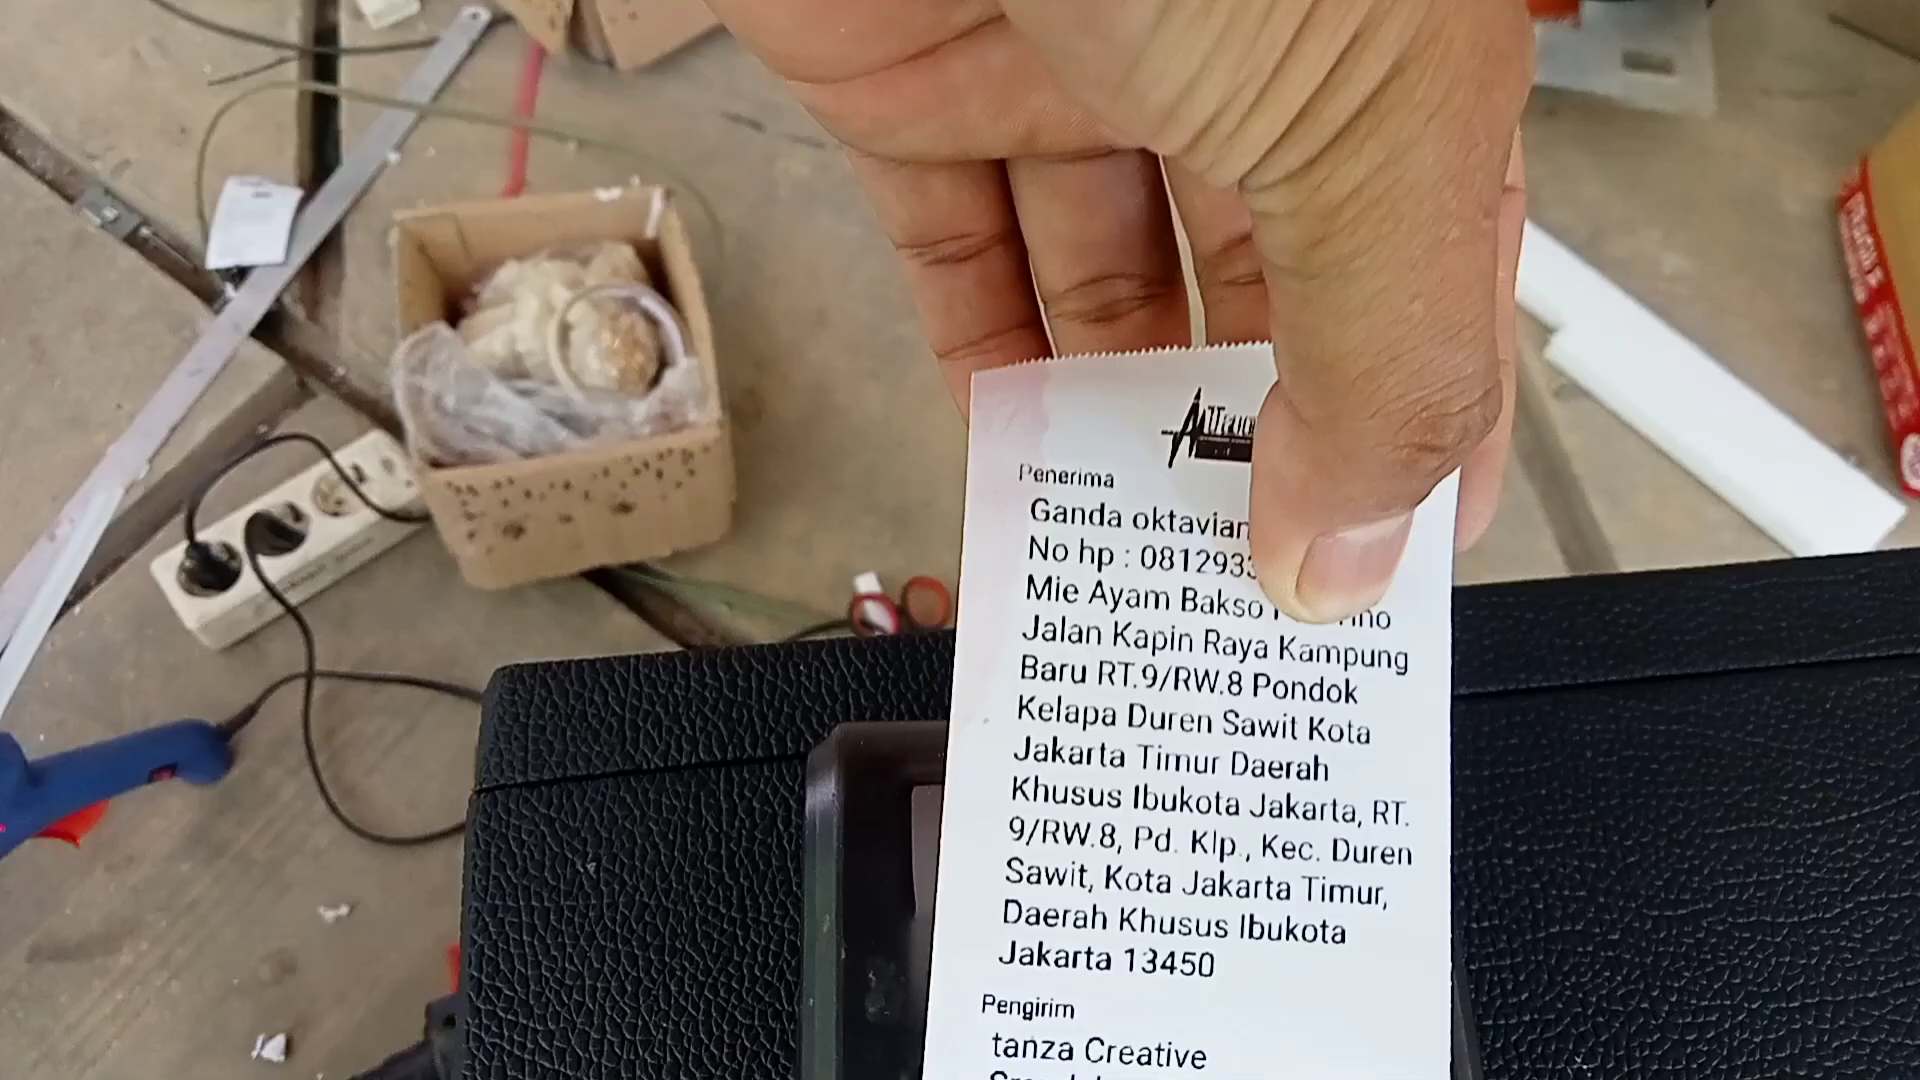 Penerima
Ganda oktavian
No hp : 0812933
Mie Ayam Bakso
Jalan Kapin Raya Kampung
Baru RT.9/RW.8 Pondok
Kelapa Duren Sawit Kota
Jakarta Timur Daerah
Khusus Ibukota Jakarta, RT.
9/RW.8, Pd. Klp., Kec. Duren
Sawit, Kota Jakarta Timur,
Daerah Khusus Ibukota
Jakarta 13450
Pengirim
tanza Creative